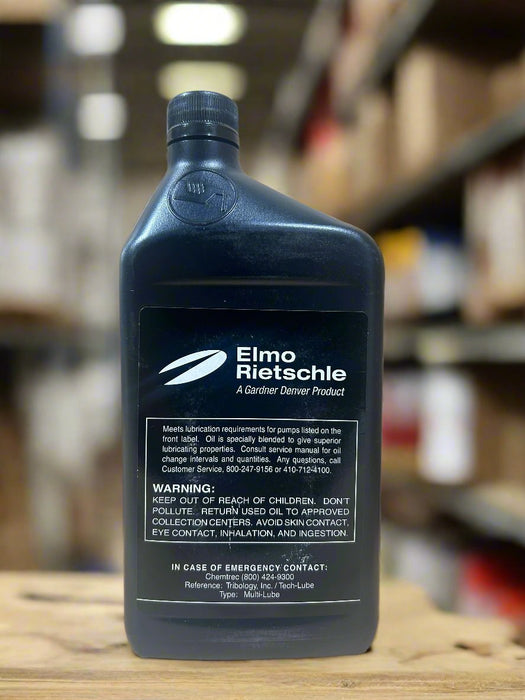 Elmo
Rietschle
A Gardner Denver Product
Meets lubrication requirements for pumps listed on the
front label. Oil is specially blended to give superior
lubricating properties. Consult service manual for oil
change intervals and quantities. Any questions, call
Customer Service, 800-247-9156 or 410-712-4100.
WARNING:
KEEP OUT OF REACH OF CHILDREN. DON'T
POLLUTE. RETURN USED OIL TO APPROVED
COLLECTION CENTERS. AVOID SKIN CONTACT,
EYE CONTACT, INHALATION, AND INGESTION.
IN CASE OF EMERGENCY CONTACT:
Chemtrec (800) 424-9300
Reference: Tribology, Inc. / Tech-Lube
Type: Multi-Lube